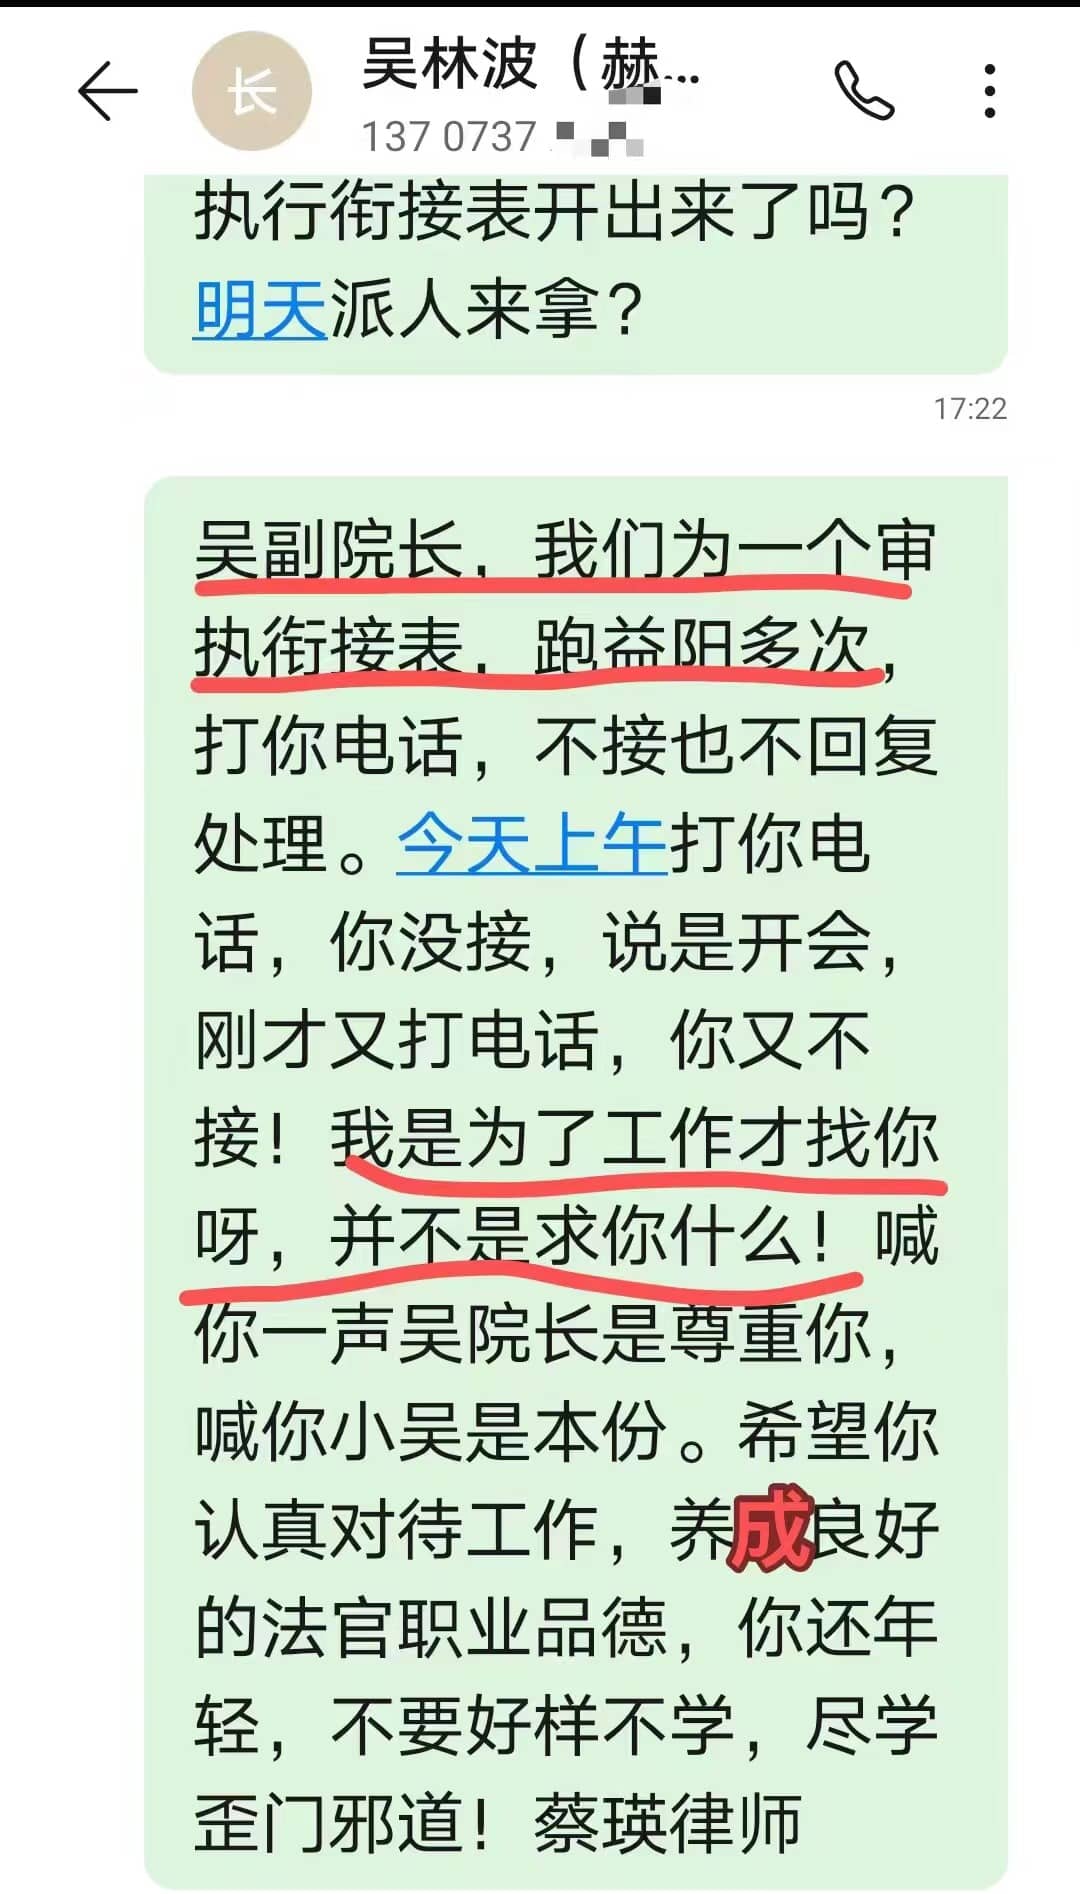 长
吴林波（赫...
137 0737
执行衔接表开出来了吗？
明天派人来拿？
17:22
吴副院长，我们为一个审
执衔接表，跑益阳多次，
打你电话，不接也不回复
处理。今天上午打你电
话，你没接，说是开会，
刚才又打电话，你又不
接！我是为了工作才找你
呀，并不是求你什么！喊
你一声吴院长是尊重你，
喊你小吴是本份。希望你
认真对待工作，养成良好
的法官职业品德，你还年
轻，不要好样不学，尽学
歪门邪道！蔡瑛律师